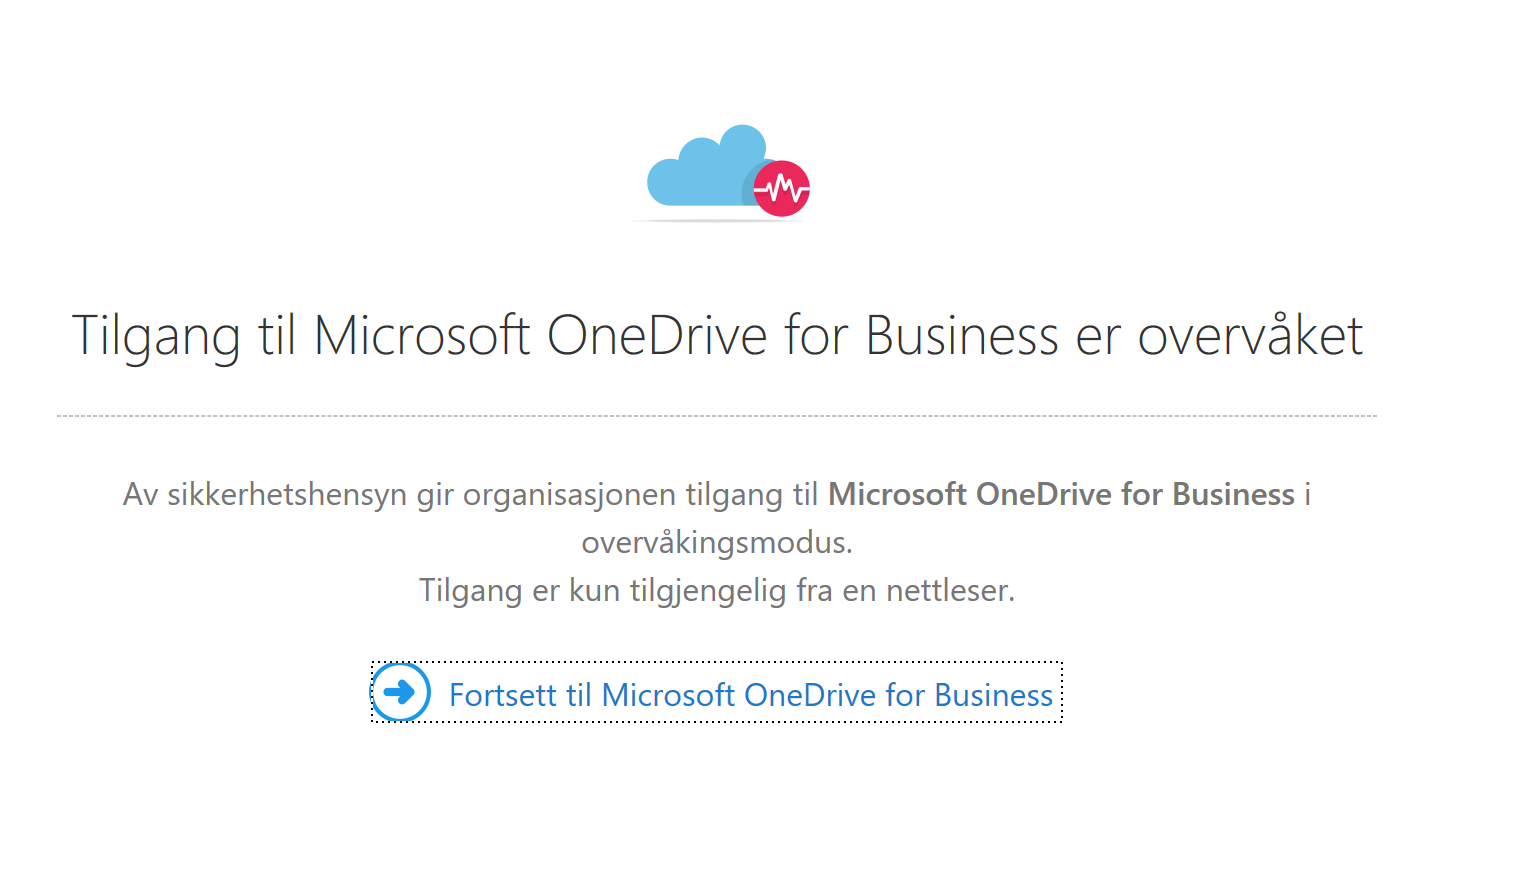 Tilgang til Microsoft OneDrive for Business er overvåket
Av sikkerhetshensyn gir organisasjonen tilgang til Microsoft OneDrive for Business i
overvåkingsmodus.
Tilgang er kun tilgjengelig fra en nettleser.
Fortsett til Microsoft OneDrive for Business